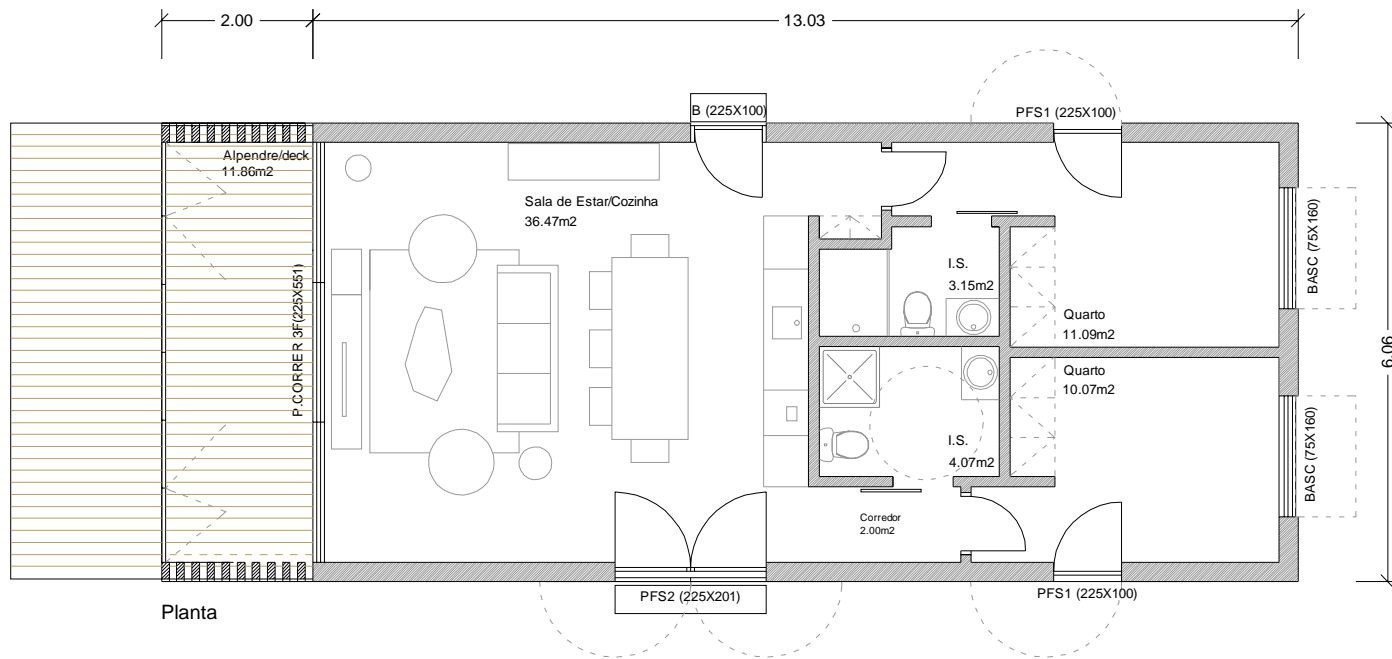 2.00
13.03
B (225X100)
PFS1 (225X100)
Alpendre/deck
11.86m2
Sala de Estar/Cozinha
36.47m2
P.CORRER 3F(225X551)
I.S.
3.15m2
Quarto
11.09m2
BASC (75X160)
6.06
Quarto
10.07m2
I.S.
4.07m2
BASC (75X160)
Corredor
2.00m2
PFS2 (225X201)
PFS1 (225X100)
Planta